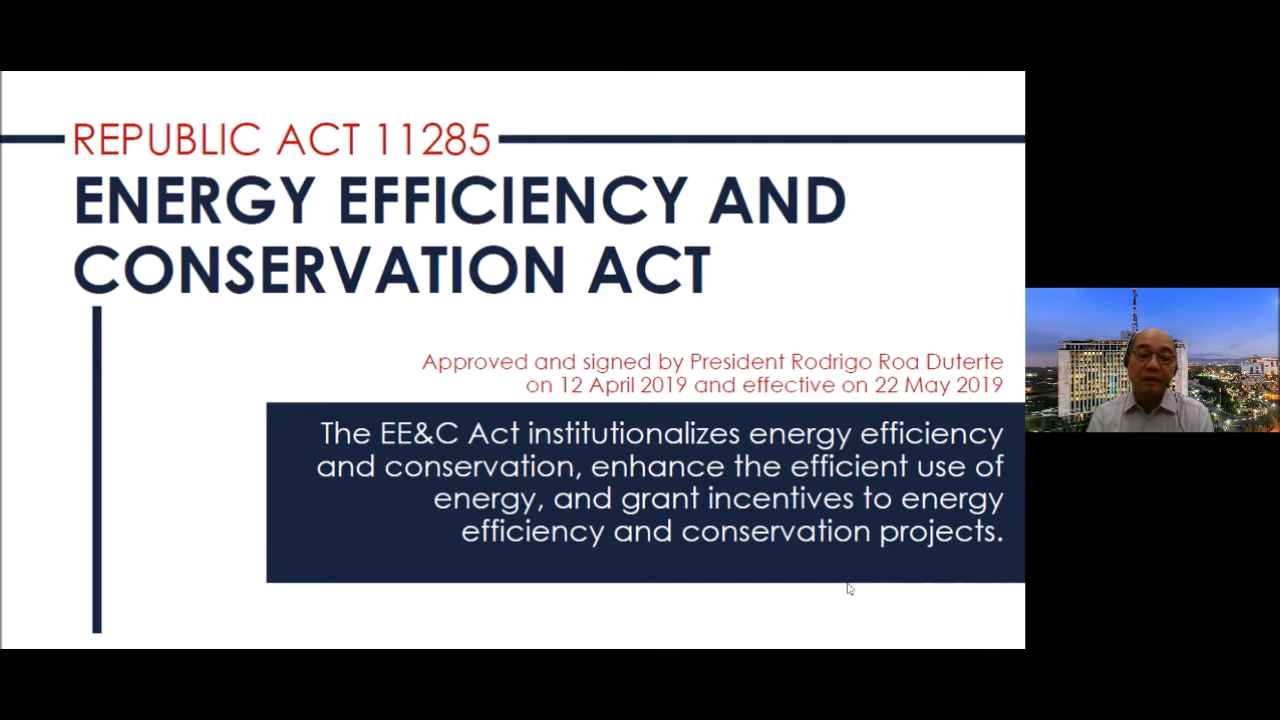 REPUBLIC ACT 11285
ENERGY EFFICIENCY AND
CONSERVATION ACT
Approved and signed by President Rodrigo Roa Duterte
on 12 April 2019 and effective on 22 May 2019
The EE&C Act institutionalizes energy efficiency
and conservation, enhance the efficient use of
energy, and grant incentives to energy
efficiency and conservation projects.